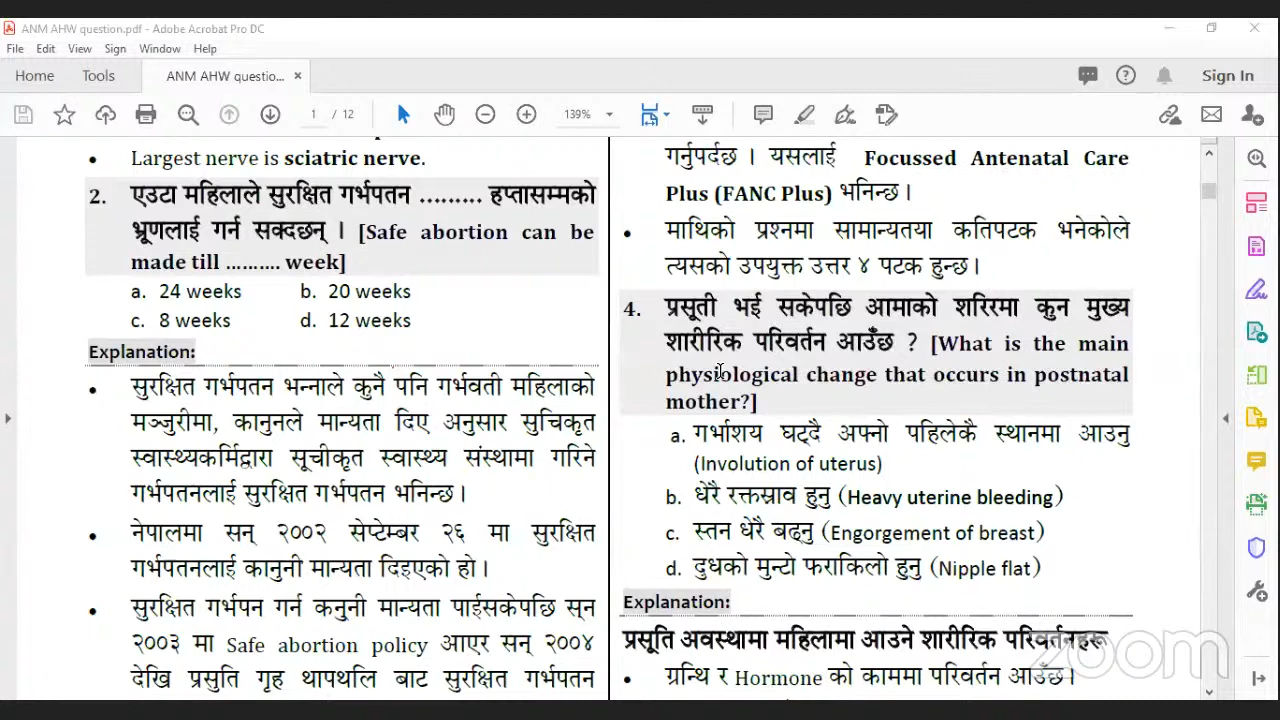 ANM AHW question.pdf - Adobe Acrobat Pro DC
File Edit View Sign Window Help
Home Tools ANM AHW questio... × Sign In
1 / 12 139%
• Largest nerve is sciatric nerve.
2. एउटा महिलाले सुरक्षित गर्भपतन ......... हप्तासम्मको
भ्रूणलाई गर्न सक्दछन् । [Safe abortion can be
made till .......... week]
a. 24 weeks b. 20 weeks
c. 8 weeks d. 12 weeks
Explanation:
• सुरक्षित गर्भपतन भन्नाले कुनै पनि गर्भवती महिलाको
मञ्जुरीमा, कानुनले मान्यता दिए अनुसार सुचिकृत
स्वास्थ्यकर्मिद्वारा सूचीकृत स्वास्थ्य संस्थामा गरिने
गर्भपतनलाई सुरक्षित गर्भपतन भनिन्छ।
• नेपालमा सन् २००२ सेप्टेम्बर २६ मा सुरक्षित
गर्भपतनलाई कानुनी मान्यता दिइएको हो।
• सुरक्षित गर्भपन गर्न कनुनी मान्यता पाईसकेपछि सन
२००३ मा Safe abortion policy आएर सन् २००४
देखि प्रसुति गृह थापथलि बाट सुरक्षित गर्भपतन
गर्नुपर्दछ । यसलाई Focussed Antenatal Care
Plus (FANC Plus) भनिन्छ।
• माथिको प्रश्नमा सामान्यतया कतिपटक भनेकोले
त्यसको उपयुक्त उत्तर ४ पटक हुन्छ।
4. प्रसूती भई सकेपछि आमाको शरिरमा कुन मुख्य
शारीरिक परिवर्तन आउँछ ? [What is the main
physiological change that occurs in postnatal
mother?]
a. गर्भाशय घट्दै अफ्नो पहिलेकै स्थानमा आउनु
(Involution of uterus)
b. धेरै रक्तस्राव हुनु (Heavy uterine bleeding)
c. स्तन धेरै बढ्नु (Engorgement of breast)
d. दुधको मुन्टो फराकिलो हुनु (Nipple flat)
Explanation:
प्रसूति अवस्थामा महिलामा आउने शारीरिक परिवर्तनहरू
• ग्रन्थि र Hormone को काममा परिवर्तन आउँछ।
zoom